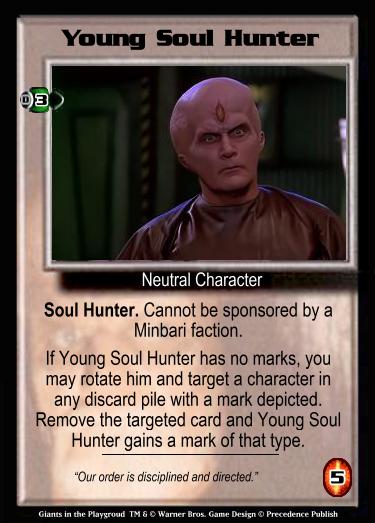 Young Soul Hunter
D 3
Neutral Character
Soul Hunter. Cannot be sponsored by a
Minbari faction.
If Young Soul Hunter has no marks, you
may rotate him and target a character in
any discard pile with a mark depicted.
Remove the targeted card and Young Soul
Hunter gains a mark of that type.
“Our order is disciplined and directed.”
5
Giants in the Playgroud TM & © Warner Bros. Game Design © Precedence Publish